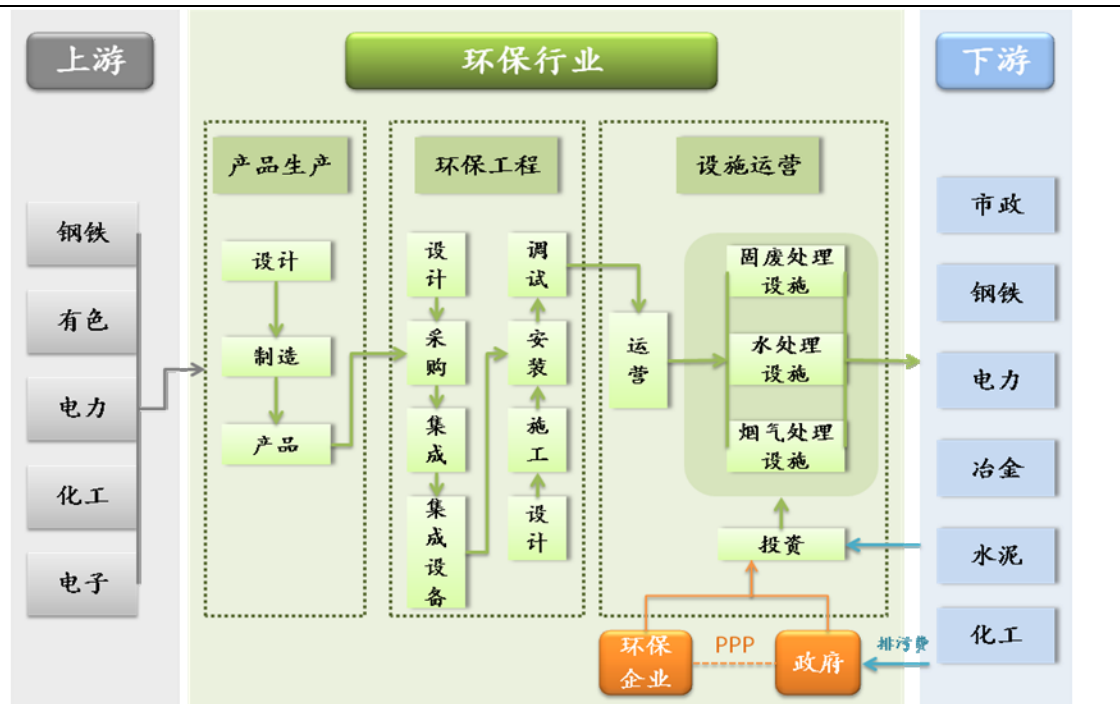 上游
环保行业
下游
产品生产
环保工程
设施运营
钢铁
有色
电力
化工
电子
设计
制造
产品
设
计
采
购
集
成
集
成
设
备
调
试
安
装
施
工
设
计
运
营
固废处理
设施
水处理
设施
烟气处理
设施
投资
环保
企业
PPP
政府
排污费
市政
钢铁
电力
冶金
水泥
化工